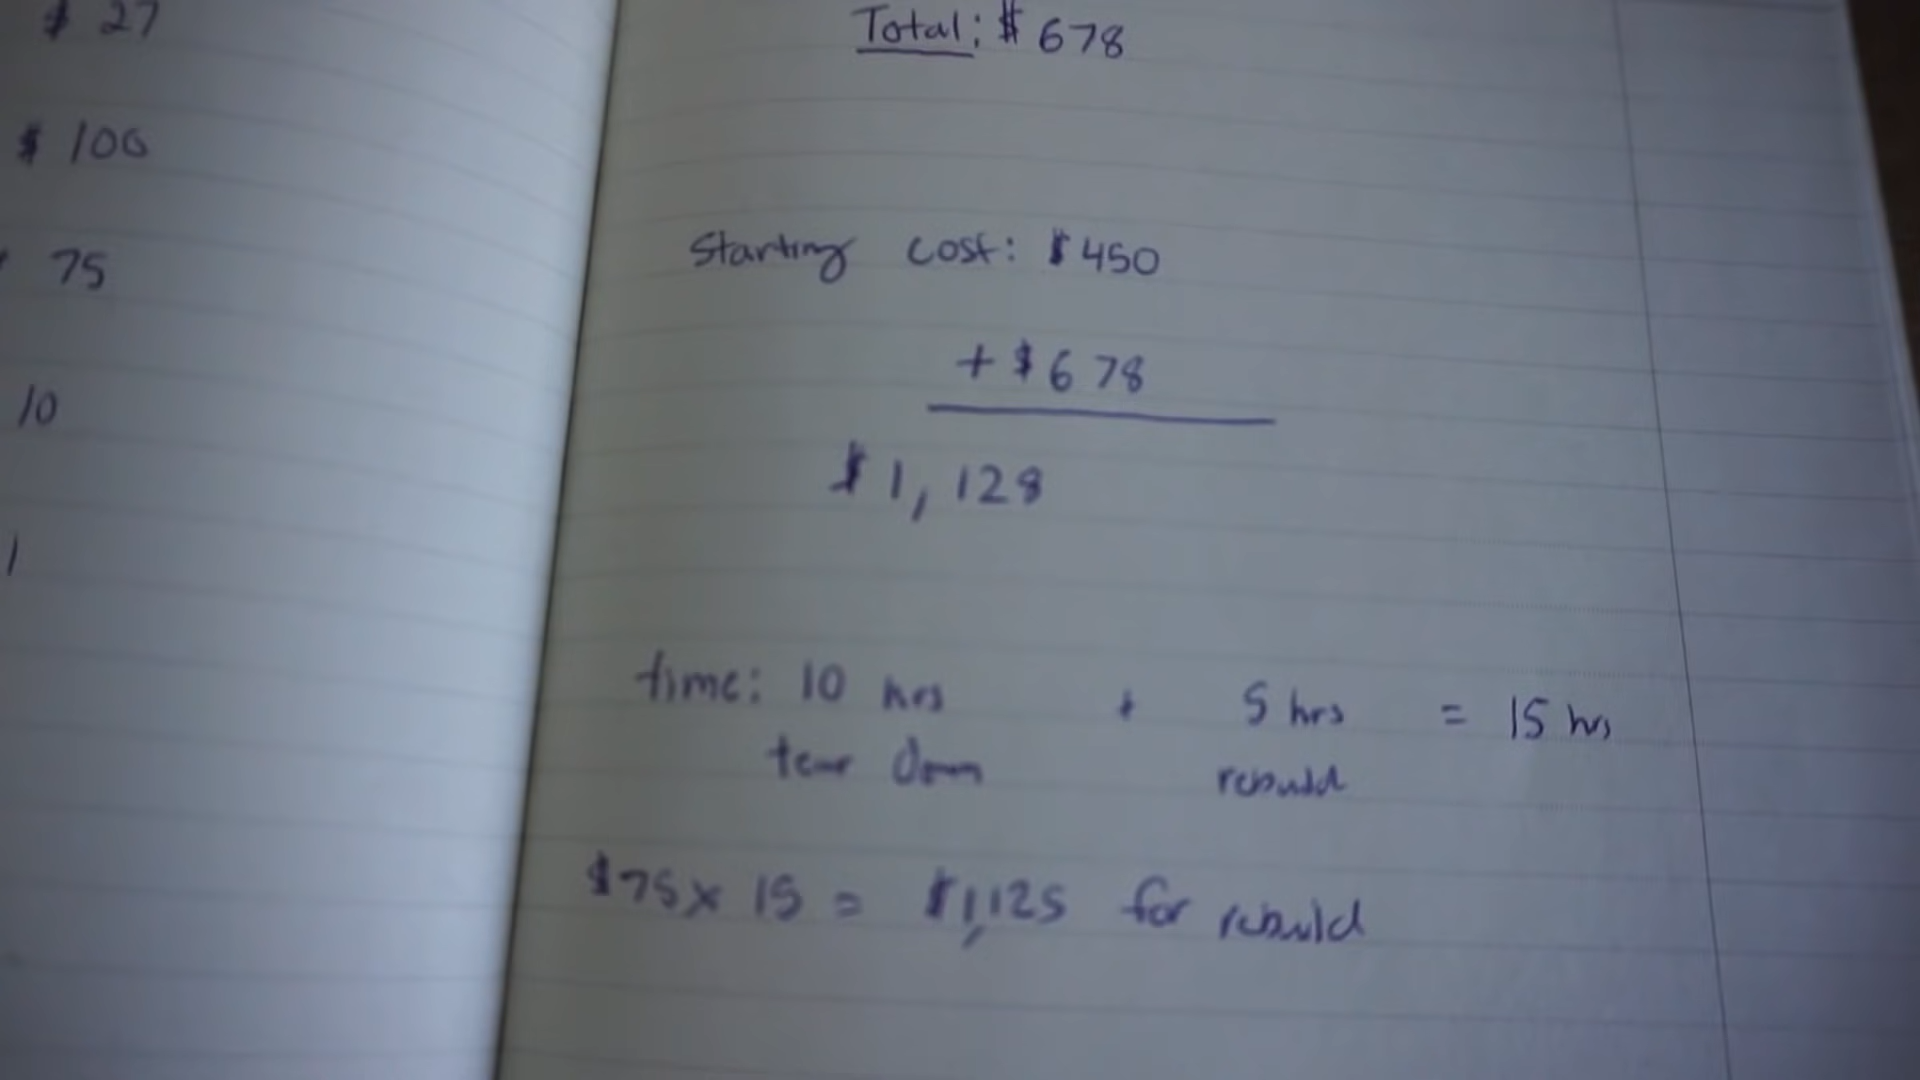 $ 27
$ 100
75
10
1
Total: $ 678
Starting cost: $450
+ $678
$1,128
time: 10 hrs + 5 hrs = 15 hrs
tear down rebuild
$75 x 15 = $1,125 for rebuild